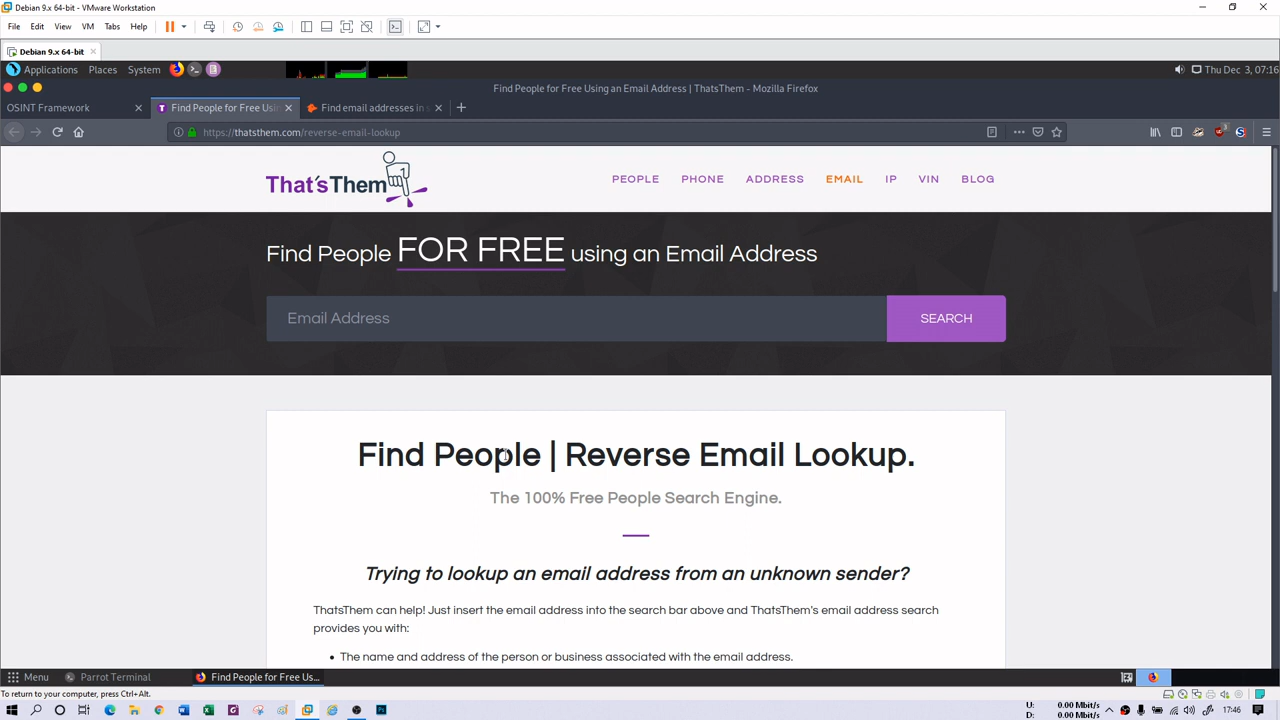 Debian 9.x 64-bit - VMware Workstation
File Edit View VM Tabs Help
Debian 9.x 64-bit
Applications Places System Thu Dec 3, 07:16
Find People for Free Using an Email Address | ThatsThem - Mozilla Firefox
OSINT Framework Find People for Free Usin Find email addresses in
https://thatsthem.com/reverse-email-lookup
That'sThem PEOPLE PHONE ADDRESS EMAIL IP VIN BLOG
Find People FOR FREE using an Email Address
Email Address SEARCH
Find People | Reverse Email Lookup.
The 100% Free People Search Engine.
Trying to lookup an email address from an unknown sender?
ThatsThem can help! Just insert the email address into the search bar above and ThatsThem's email address search
provides you with:
• The name and address of the person or business associated with the email address.
Menu Parrot Terminal Find People for Free Us...
To return to your computer, press Ctrl+Alt.
U: 0.00 Mbit/s
D: 0.00 Mbit/s
17:46